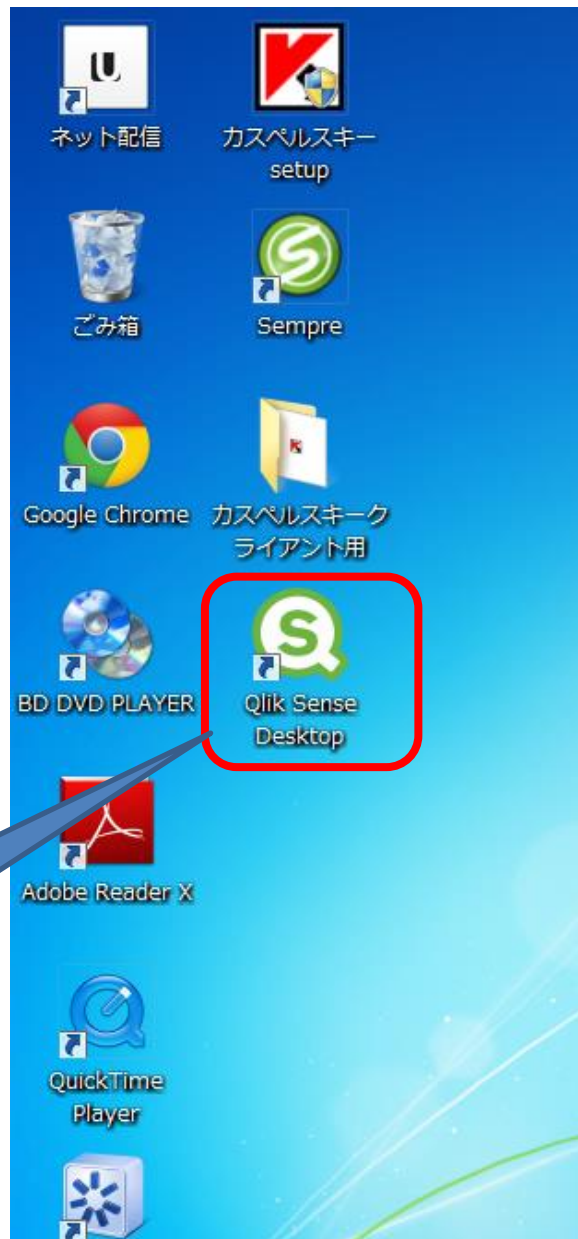 ネット配信
カスペルスキー
setup
ごみ箱
Sempre
Google Chrome
カスペルスキーク
ライアント用
BD DVD PLAYER
Qlik Sense
Desktop
Adobe Reader X
QuickTime
Player